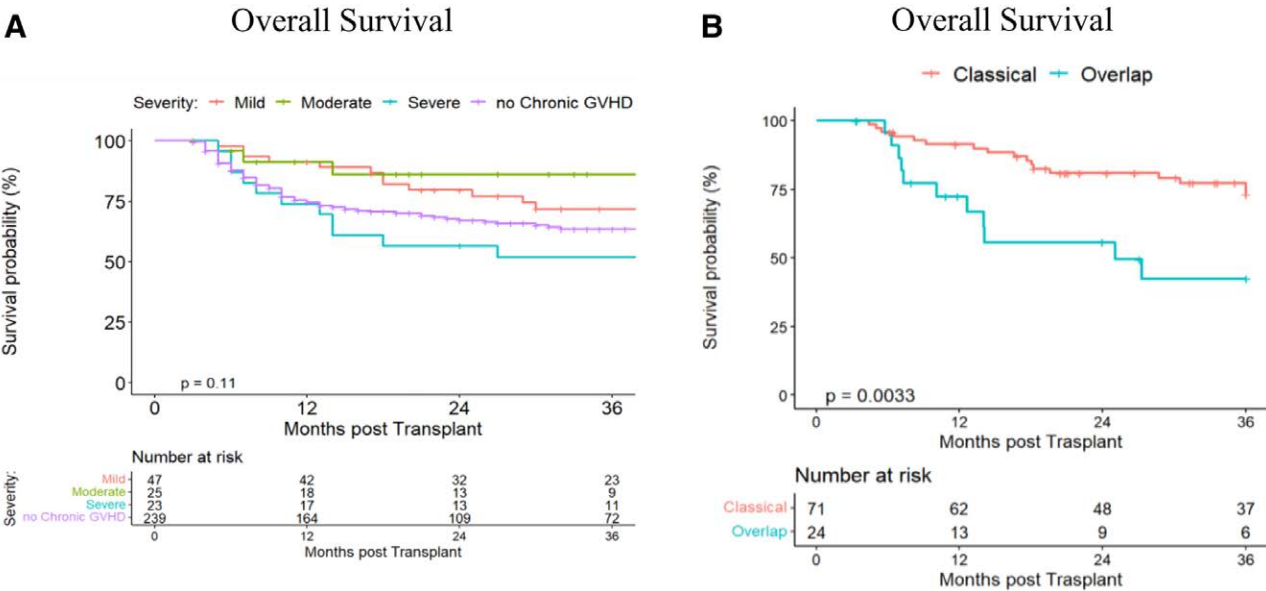 A
Overall Survival
Severity: Mild Moderate Severe no Chronic GVHD
Survival probability (%)
100
75
50
25
0
p = 0.11
0 12 24 36
Months post Transplant
Number at risk
Severity:
Mild 47 42 32 23
Moderate 25 18 13 9
Severe 23 17 13 11
no Chronic GVHD 239 164 109 72
0 12 24 36
Months post Transplant
B
Overall Survival
Classical Overlap
Survival probability (%)
100
75
50
25
0
p = 0.0033
0 12 24 36
Months post Trasplant
Number at risk
Classical 71 62 48 37
Overlap 24 13 9 6
0 12 24 36
Months post Trasplant